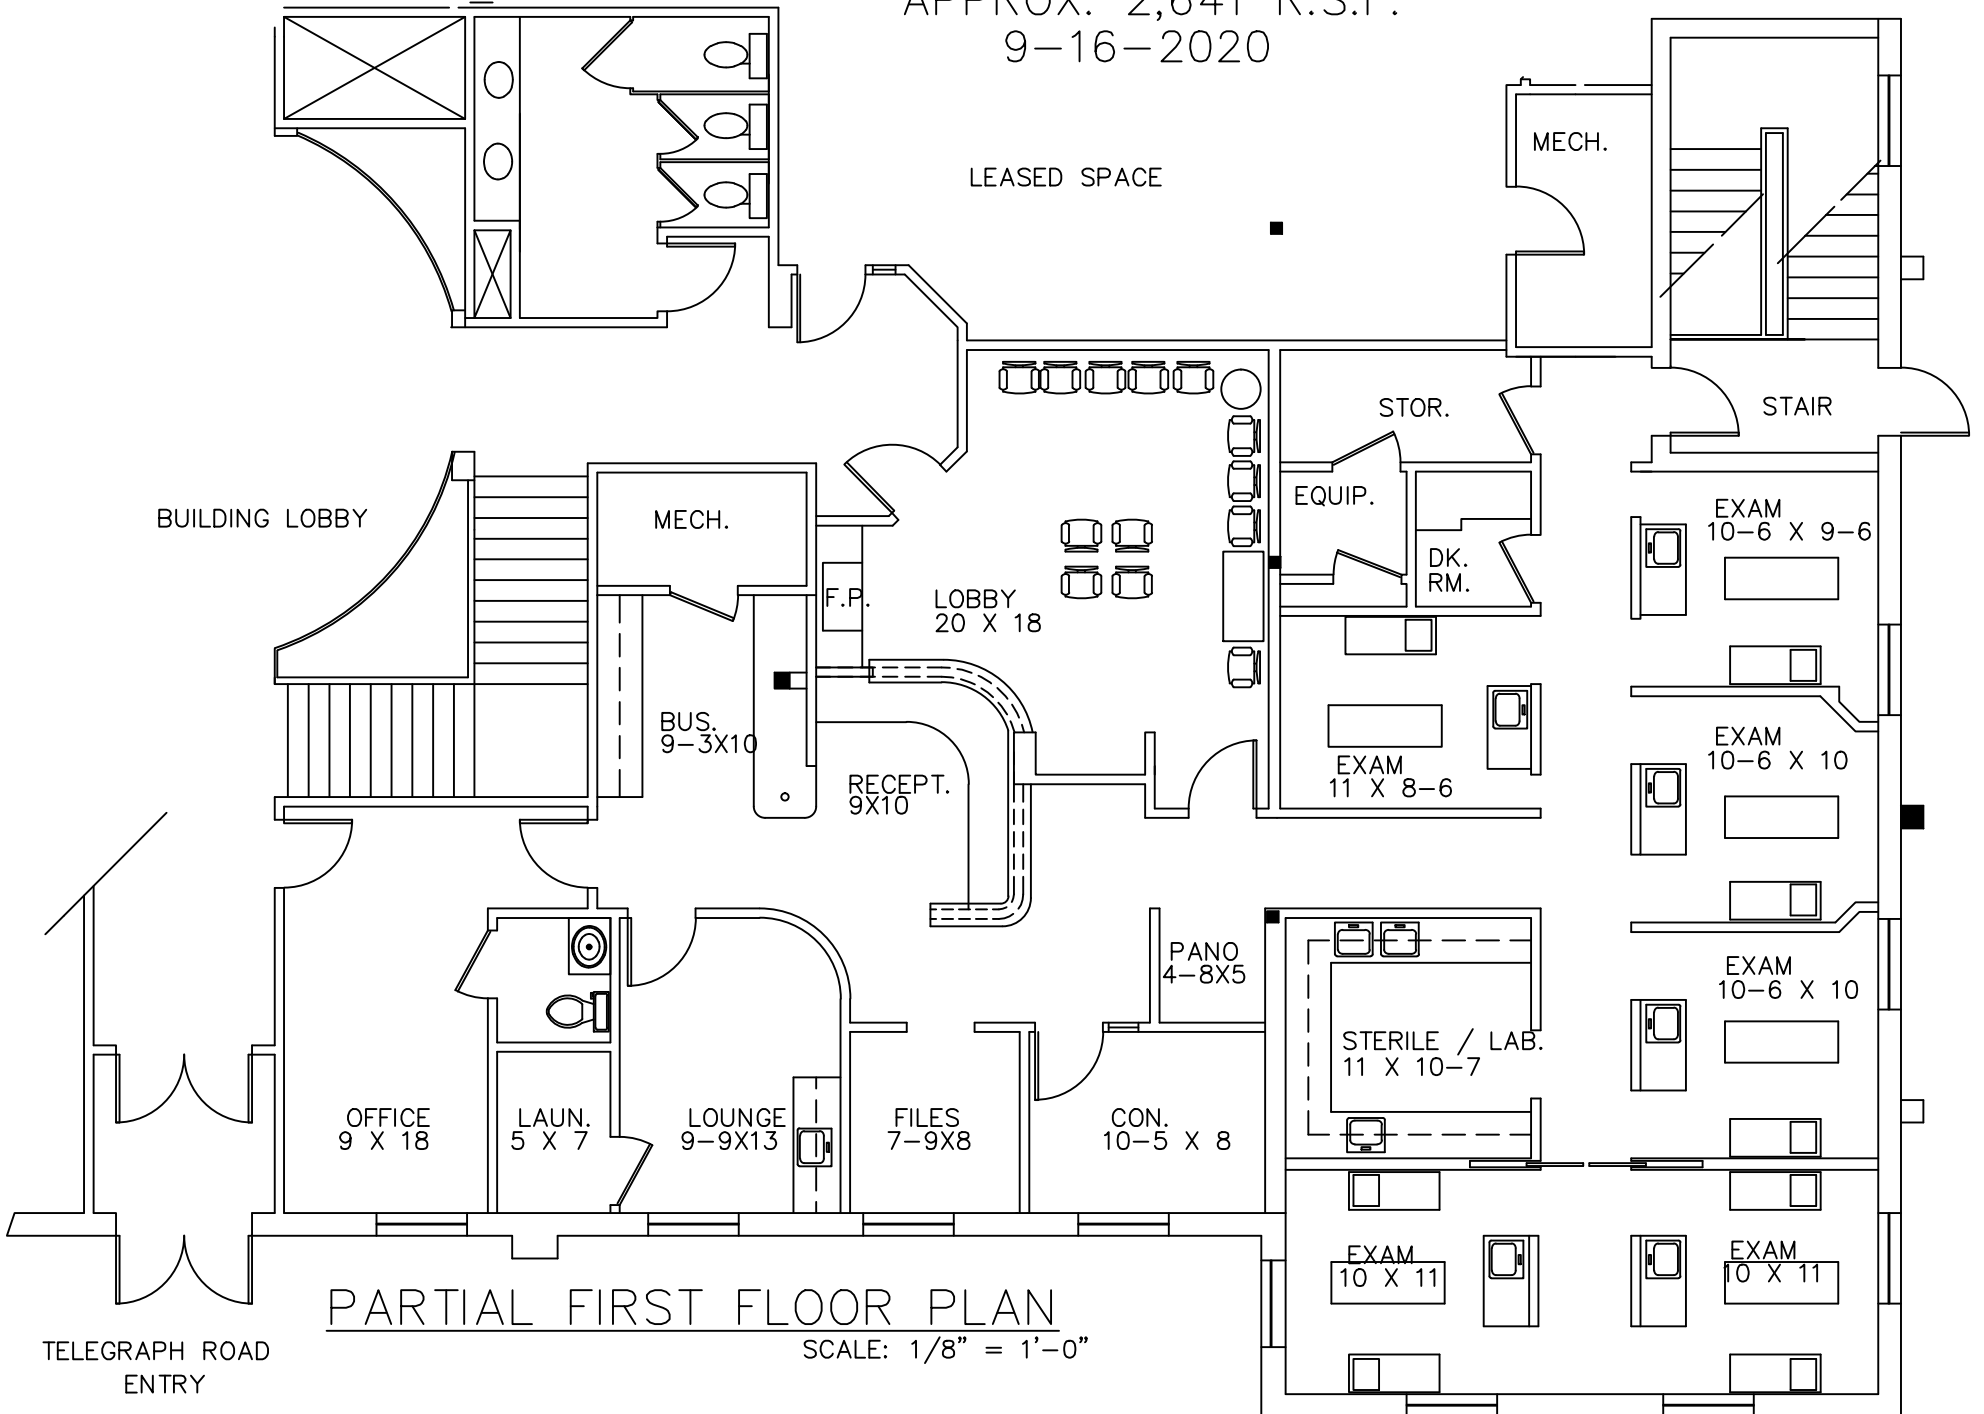 APPROX. 2,641 R.S.F.
9-16-2020
MECH.
LEASED SPACE
STOR.
STAIR
EQUIP.
EXAM
10-6 X 9-6
BUILDING LOBBY
MECH.
DK.
RM.
F.P.
LOBBY
20 X 18
BUS.
9-3X10
EXAM
10-6 X 10
RECEPT.
9X10
EXAM
11 X 8-6
PANO
4-8X5
EXAM
10-6 X 10
STERILE / LAB.
11 X 10-7
OFFICE
9 X 18
LAUN.
5 X 7
LOUNGE
9-9X13
FILES
7-9X8
CON.
10-5 X 8
EXAM
10 X 11
EXAM
10 X 11
PARTIAL FIRST FLOOR PLAN
SCALE: 1/8" = 1'-0"
TELEGRAPH ROAD
ENTRY